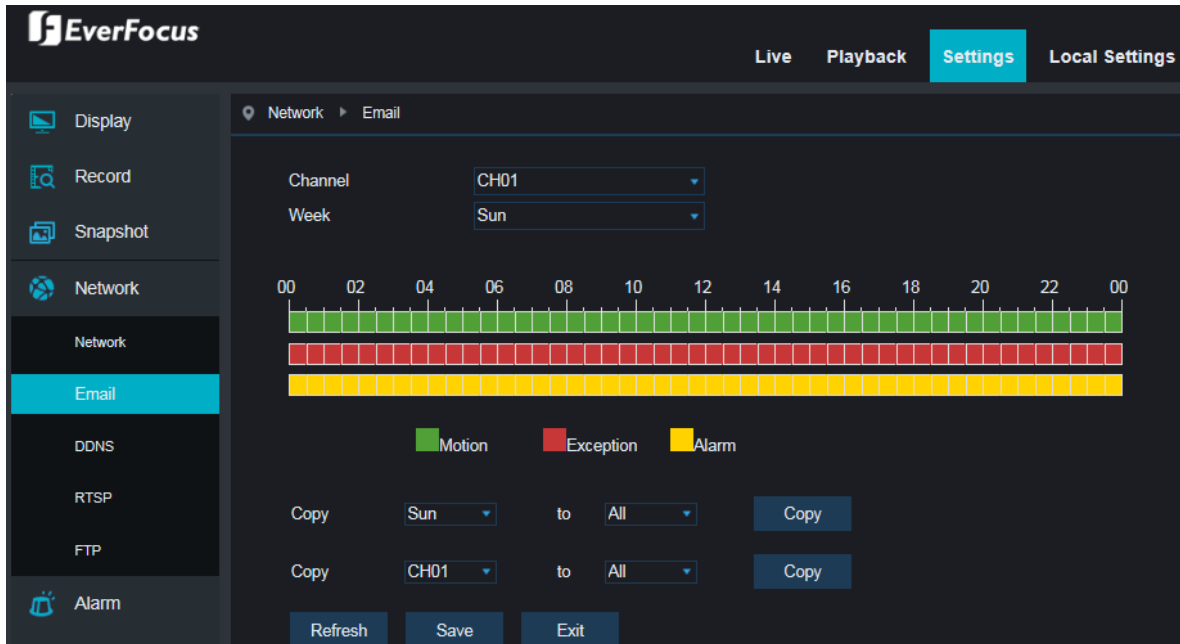 EverFocus
Live Playback Settings Local Settings
Display
Record
Snapshot
Network
Network
Email
DDNS
RTSP
FTP
Alarm
Network Email
Channel CH01
Week Sun
00 02 04 06 08 10 12 14 16 18 20 22 00
Motion Exception Alarm
Copy Sun to All Copy
Copy CH01 to All Copy
Refresh Save Exit